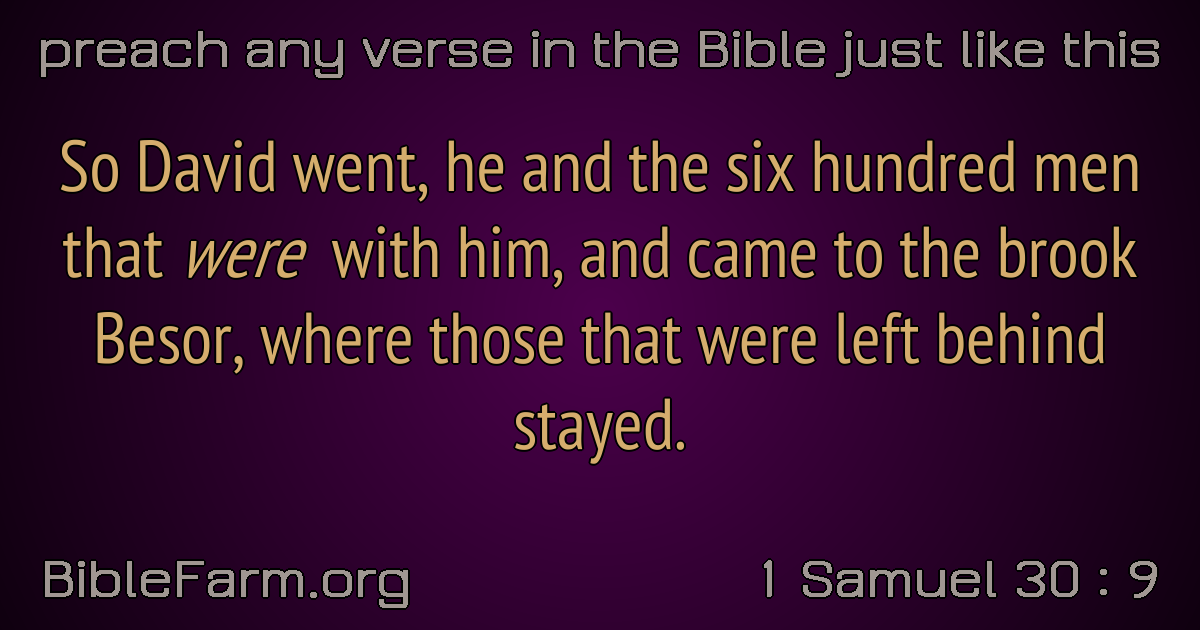 preach any verse in the Bible just like this
So David went, he and the six hundred men
that were with him, and came to the brook
Besor, where those that were left behind
stayed.
BibleFarm.org
1 Samuel 30 : 9